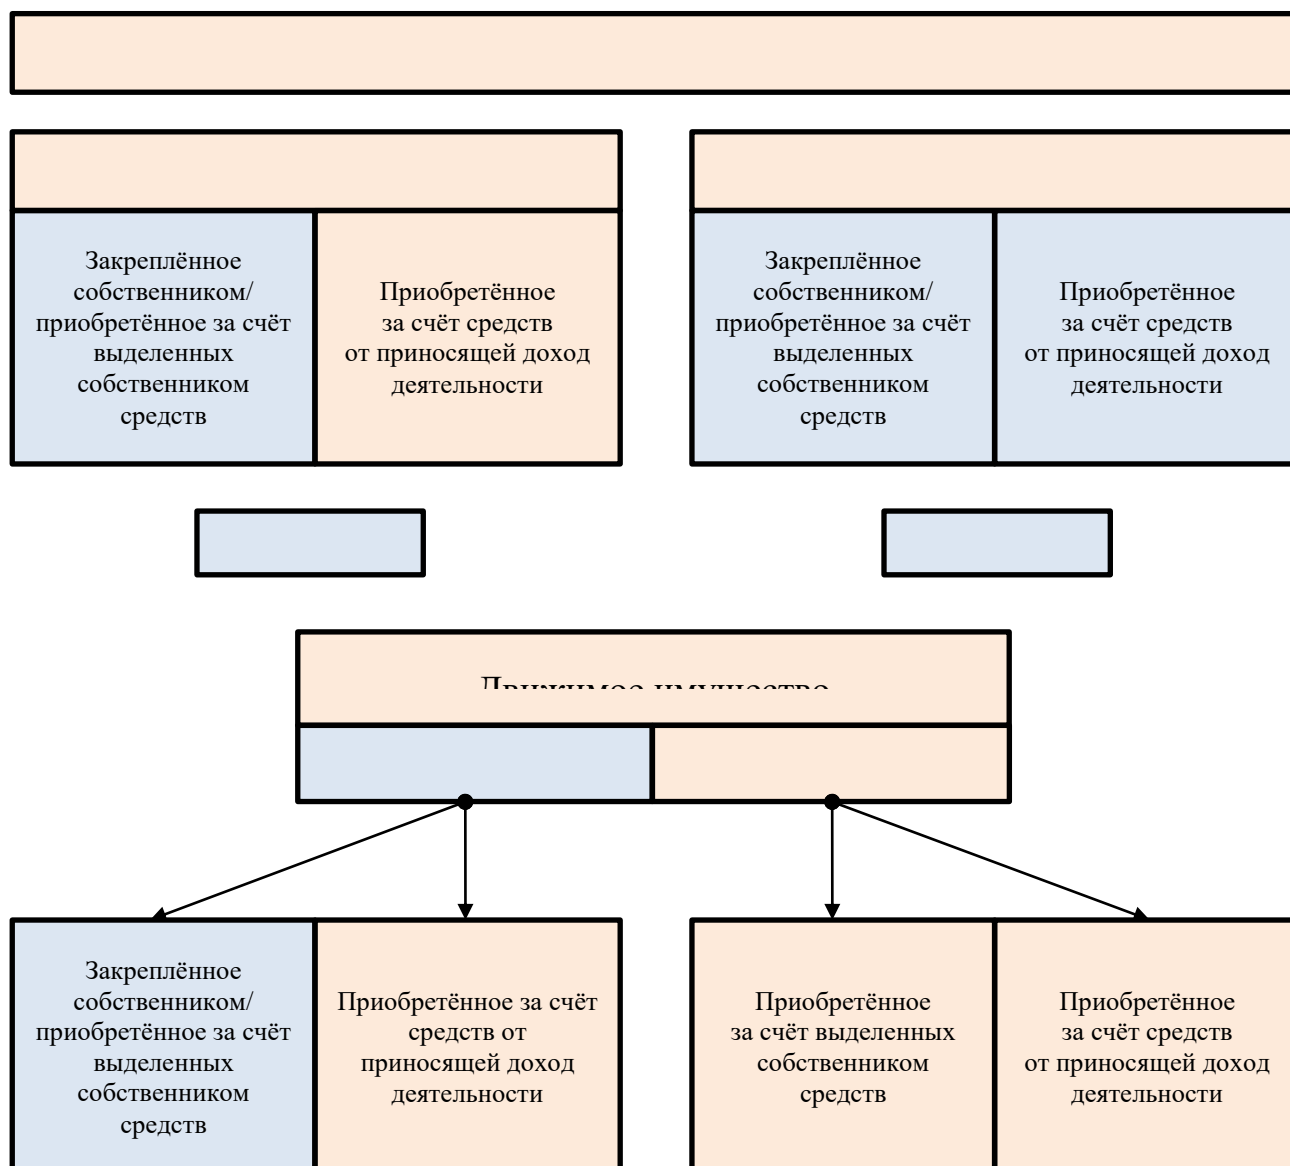 Закреплённое
собственником/
приобретённое за счёт
выделенных
собственником
средств
Приобретённое
за счёт средств
от приносящей доход
деятельности
Закреплённое
собственником/
приобретённое за счёт
выделенных
собственником
средств
Приобретённое
за счёт средств
от приносящей доход
деятельности
Движимое имущество
Закреплённое
собственником/
приобретённое за счёт
выделенных
собственником
средств
Приобретённое за счёт
средств от
приносящей доход
деятельности
Приобретённое
за счёт выделенных
собственником
средств
Приобретённое
за счёт средств
от приносящей доход
деятельности